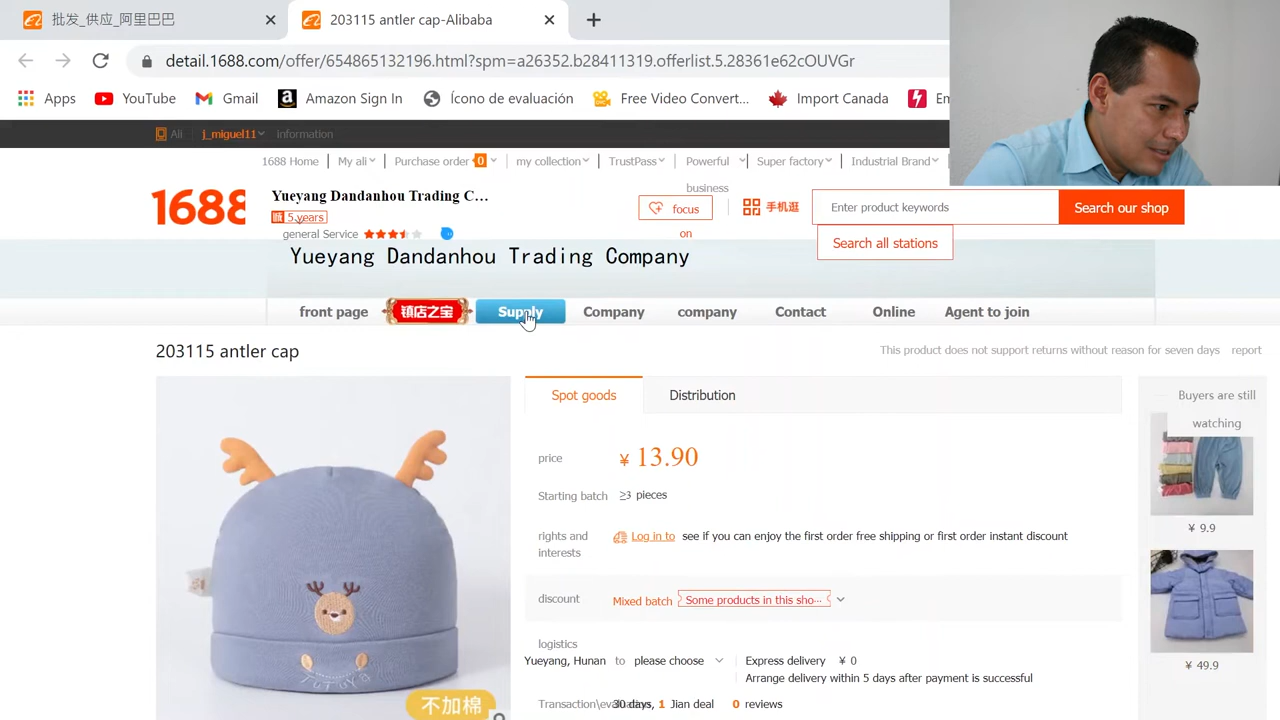 批发_供应_阿里巴巴
203115 antler cap-Alibaba
detail.1688.com/offer/654865132196.html?spm=a26352.b28411319.offerlist.5.28361e62cOUVGr
Apps YouTube Gmail Amazon Sign In Ícono de evaluación Free Video Convert... Import Canada Em
Ali j_miguel11 information
1688 Home My ali Purchase order 0 my collection TrustPass Powerful business Super factory Industrial Brand
1688
Yueyang Dandanhou Trading C...
5 years
general Service
focus on
手机逛
Enter product keywords
Search our shop
Search all stations
Yueyang Dandanhou Trading Company
front page 镇店之宝 Supply Company company Contact Online Agent to join
203115 antler cap
This product does not support returns without reason for seven days report
Spot goods Distribution
price ¥ 13.90
Starting batch ≥3 pieces
rights and interests Log in to see if you can enjoy the first order free shipping or first order instant discount
discount Mixed batch Some products in this sho...
logistics
Yueyang, Hunan to please choose Express delivery ¥ 0
Arrange delivery within 5 days after payment is successful
30 days, 1 Jian deal 0 reviews
Buyers are still watching
¥ 9.9
¥ 49.9
TuTuYa
不加棉